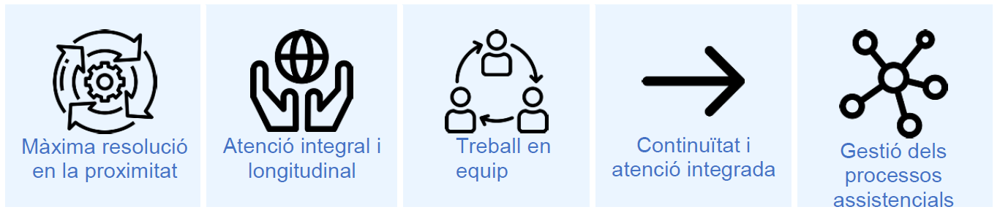 Màxima resolució
en la proximitat
Atenció integral i
longitudinal
Treball en
equip
Continuïtat i
atenció integrada
Gestió dels
processos
assistencials